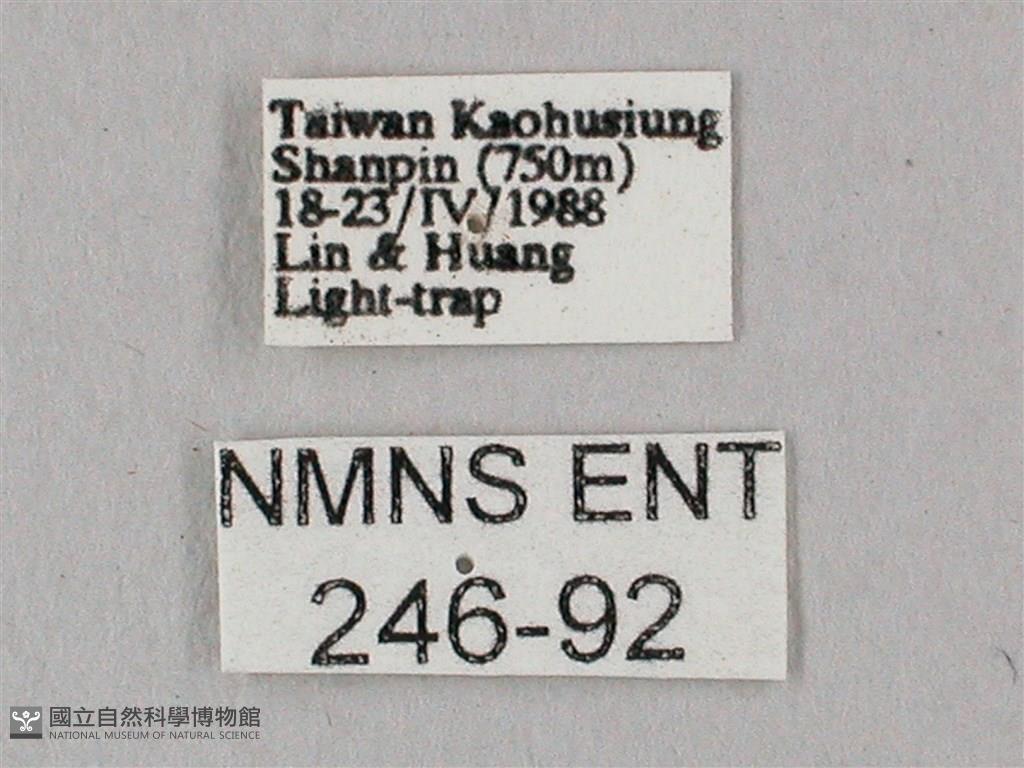 Taiwan Kaohusiung
Shanpin (750m)
18-23/IV/1988
Lin & Huang
Light-trap
NMNS ENT
246-92
國立自然科學博物館
NATIONAL MUSEUM OF NATURAL SCIENCE